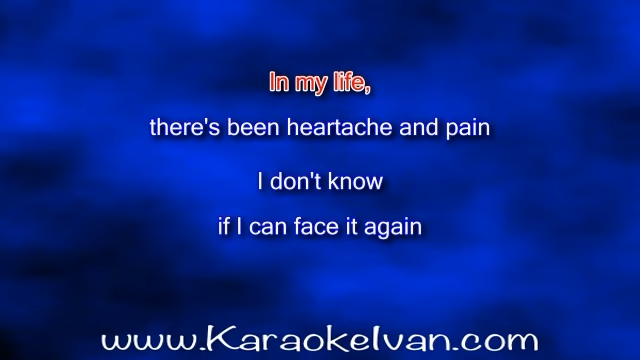 In my life,
there's been heartache and pain
I don't know
if I can face it again
www.KaraokeIvan.com